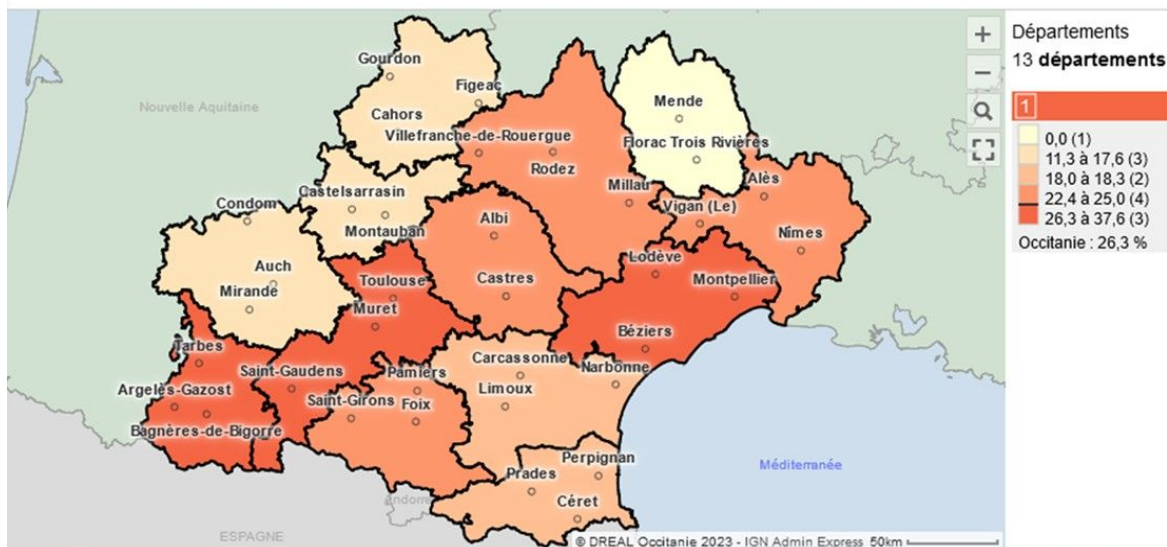 Gourdon
Figeac
Nouvelle Aquitaine
Cahors
Villefranche-de-Rouergue
Rodez
Mende
Florac Trois Rivières
Castelsarrasin
Millau
Alès
Condom
Montauban
Albi
Vigan (Le)
Nîmes
Auch
Toulouse
Lodève
Mirande
Castres
Montpellier
Muret
Béziers
Tarbes
Carcassonne
Saint-Gaudens
Pamiers
Narbonne
Argelès-Gazost
Saint-Girons
Foix
Limoux
Bagnères-de-Bigorre
Perpignan
Prades
Méditerranée
Céret
Andorre
ESPAGNE
© DREAL Occitanie 2023 - IGN Admin Express 50km
+
−
Départements
13 départements
1
0,0 (1)
11,3 à 17,6 (3)
18,0 à 18,3 (2)
22,4 à 25,0 (4)
26,3 à 37,6 (3)
Occitanie : 26,3 %